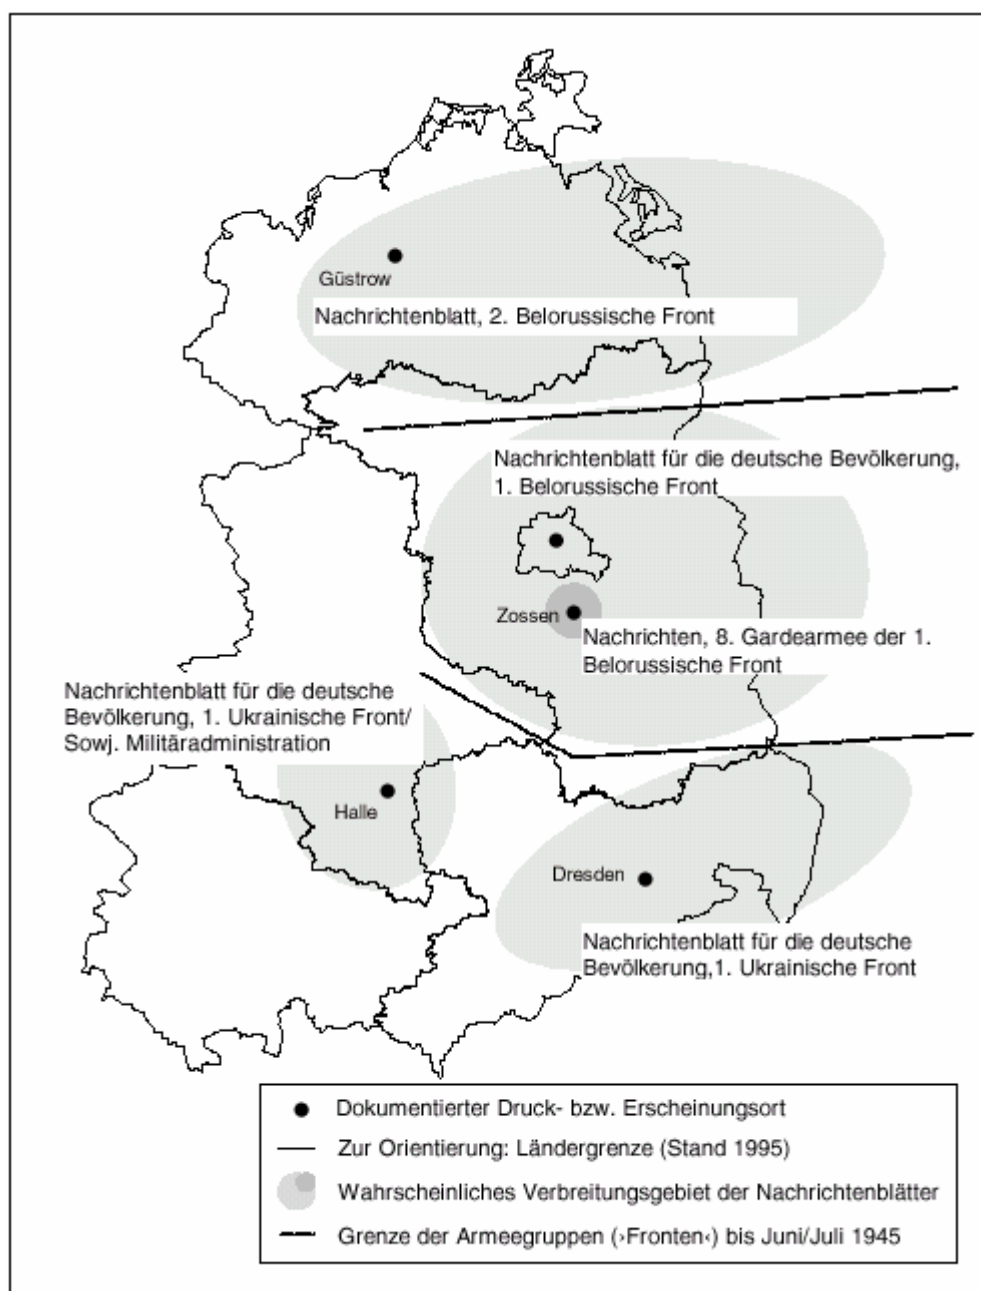 Güstrow
Nachrichtenblatt, 2. Belorussische Front
Nachrichtenblatt für die deutsche Bevölkerung,
1. Belorussische Front
Zossen
Nachrichten, 8. Gardearmee der 1.
Belorussische Front
Nachrichtenblatt für die deutsche
Bevölkerung, 1. Ukrainische Front/
Sowj. Militäradministration
Halle
Dresden
Nachrichtenblatt für die deutsche
Bevölkerung,1. Ukrainische Front
Dokumentierter Druck- bzw. Erscheinungsort
Zur Orientierung: Ländergrenze (Stand 1995)
Wahrscheinliches Verbreitungsgebiet der Nachrichtenblätter
Grenze der Armeegruppen (›Fronten‹) bis Juni/Juli 1945